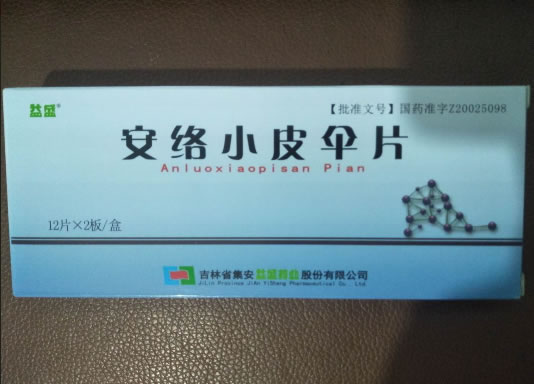 益盛®
【批准文号】国药准字Z20025098
安络小皮伞片
Anluoxiaopisan Pian
12片×2板/盒
吉林省集安益盛药业股份有限公司
JiLin Province JiAn YiSheng Pharmaceutical Co., Ltd